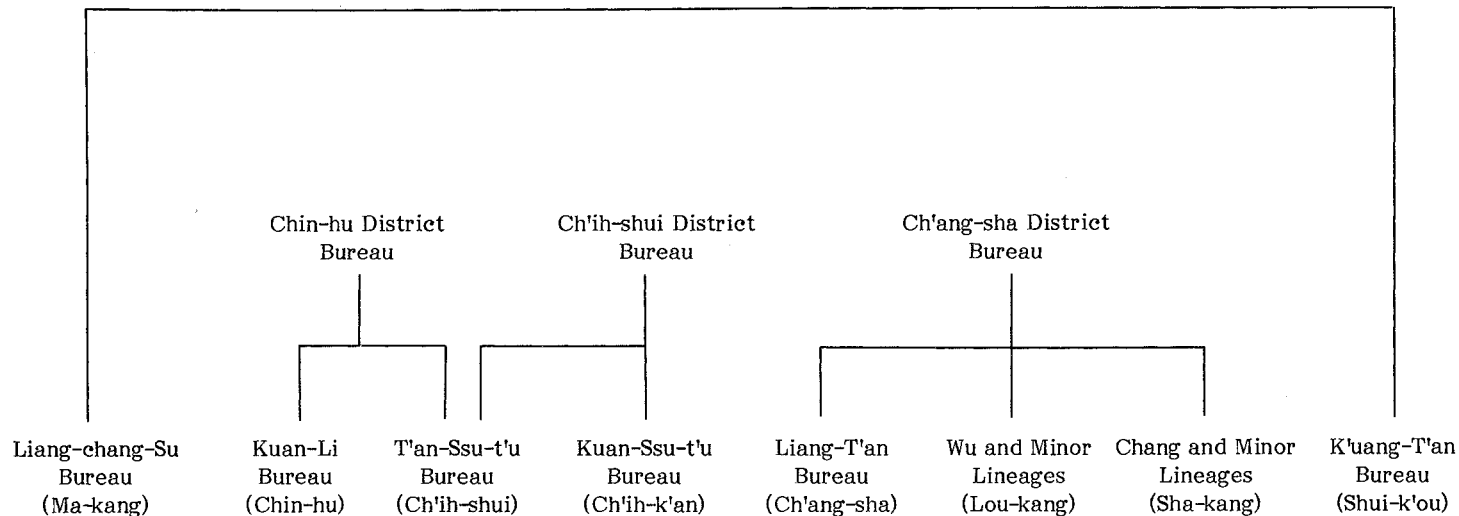 Chin-hu District
Bureau
Ch'ih-shui District
Bureau
Ch'ang-sha District
Bureau
Liang-chang-Su
Bureau
(Ma-kang)
Kuan-Li
Bureau
(Chin-hu)
T'an-Ssu-t'u
Bureau
(Ch'ih-shui)
Kuan-Ssu-t'u
Bureau
(Ch'ih-k'an)
Liang-T'an
Bureau
(Ch'ang-sha)
Wu and Minor
Lineages
(Lou-kang)
Chang and Minor
Lineages
(Sha-kang)
K'uang-T'an
Bureau
(Shui-k'ou)